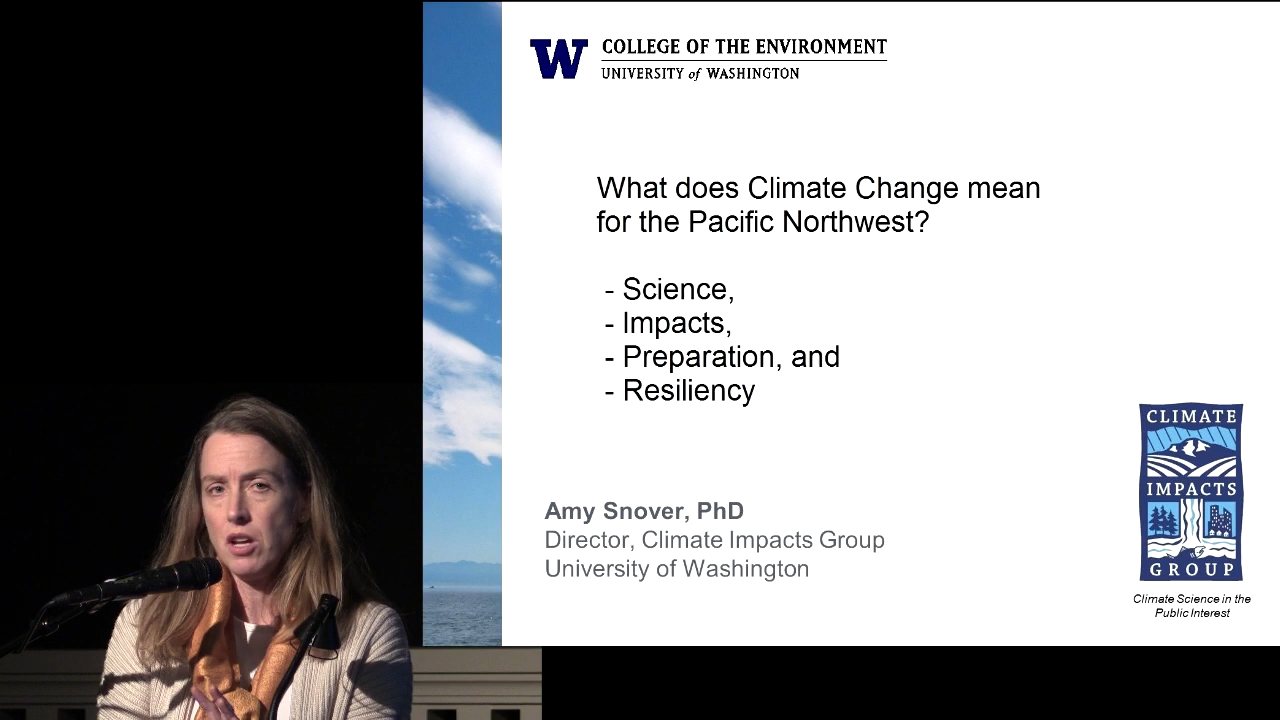 W COLLEGE OF THE ENVIRONMENT
UNIVERSITY of WASHINGTON
What does Climate Change mean
for the Pacific Northwest?
- Science,
- Impacts,
- Preparation, and
- Resiliency
Amy Snover, PhD
Director, Climate Impacts Group
University of Washington
CLIMATE
IMPACTS
GROUP
Climate Science in the
Public Interest